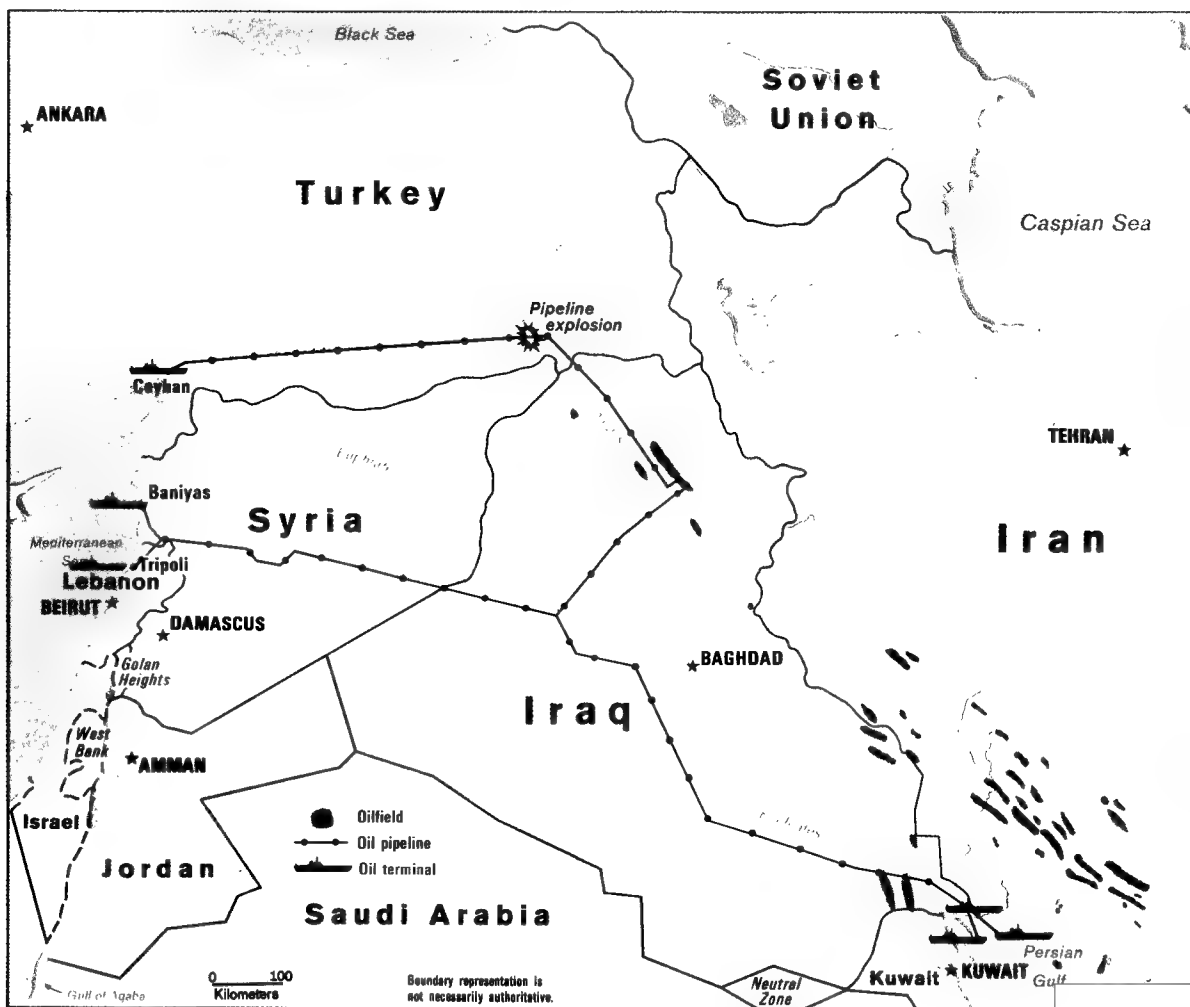 Black Sea
Soviet
Union
ANKARA
Turkey
Caspian Sea
Pipeline
explosion
Ceyhan
TEHRAN
Baniyas
Syria
Iran
Mediterranean
Tripoli
Lebanon
BEIRUT
DAMASCUS
BAGHDAD
Golan
Heights
Iraq
West
Bank
AMMAN
Israel
Oilfield
Oil pipeline
Oil terminal
Jordan
Saudi Arabia
Persian
Gulf
Kuwait
KUWAIT
0 100
Kilometers
Boundary representation is
not necessarily authoritative.
Neutral
Zone
Gulf of Aqaba